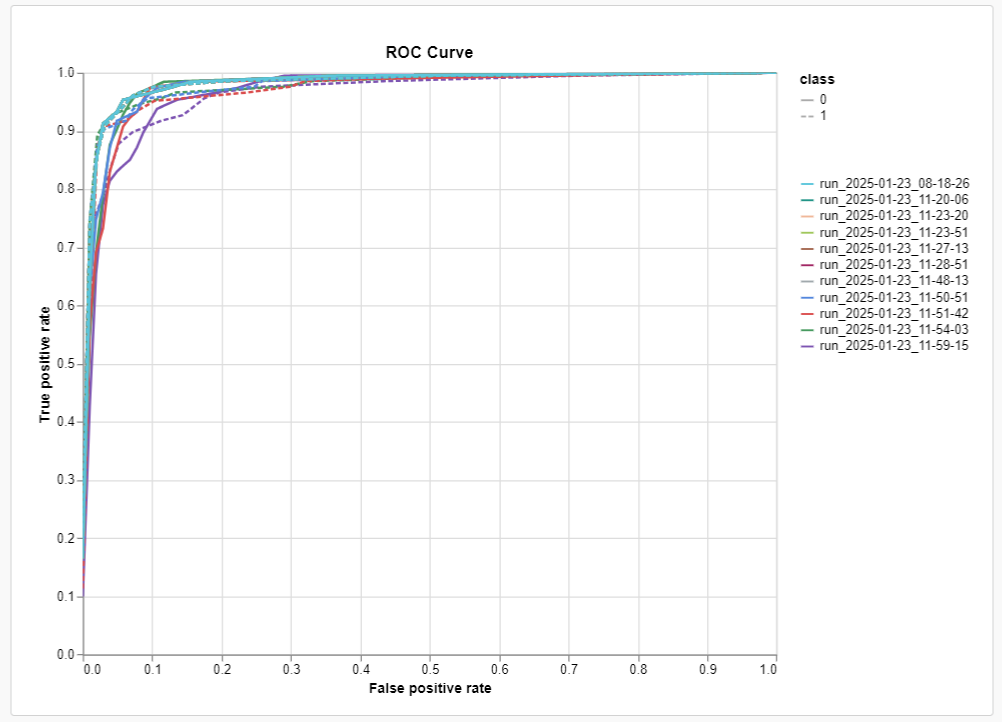 ROC Curve
1.0
0.9
0.8
0.7
0.6
0.5
0.4
0.3
0.2
0.1
0.0
True positive rate
0.0 0.1 0.2 0.3 0.4 0.5 0.6 0.7 0.8 0.9 1.0
False positive rate
class
0
1
run_2025-01-23_08-18-26
run_2025-01-23_11-20-06
run_2025-01-23_11-23-20
run_2025-01-23_11-23-51
run_2025-01-23_11-27-13
run_2025-01-23_11-28-51
run_2025-01-23_11-48-13
run_2025-01-23_11-50-51
run_2025-01-23_11-51-42
run_2025-01-23_11-54-03
run_2025-01-23_11-59-15